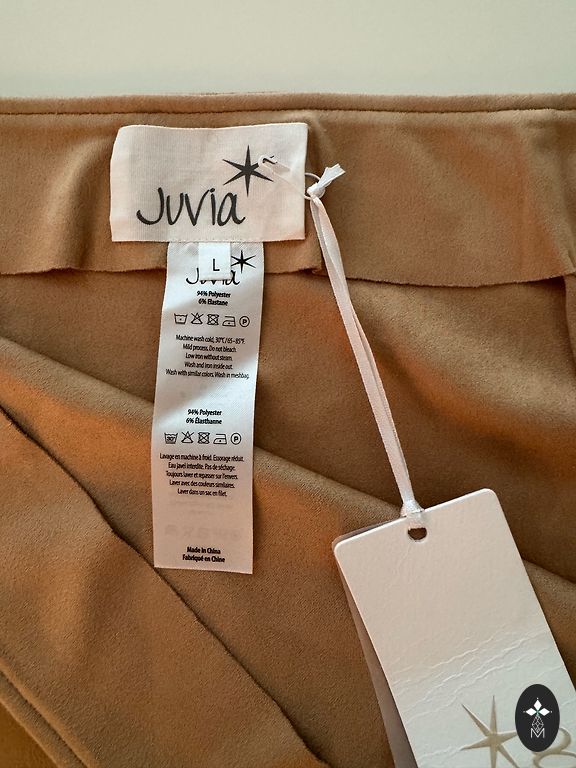 Juvia
L
Juvia
94% Polyester
6% Elastane
Machine wash cold, 30°C/65-85°F
Mild process. Do not bleach
Low iron without steam.
Wash and iron inside out.
Wash with similar colors. Wash in meshbag
94% Polyester
6% Élasthanne
30°
Lavage en machine à froid. Essorage réduit.
Eau javel interdite. Pas de séchage.
Toujours laver et repasser sur l'envers.
Laver avec des couleurs similaires.
Laver dans un sac en filet.
Made in China
Fabriqué en Chine
M